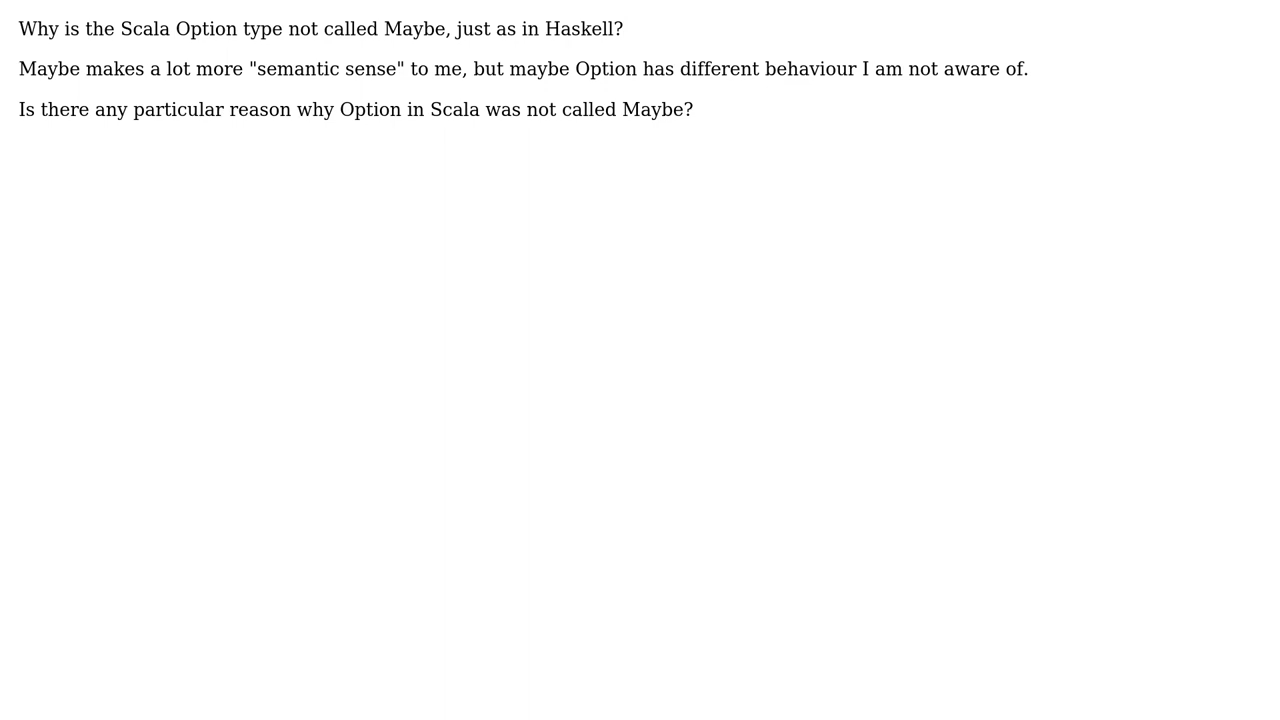 Why is the Scala Option type not called Maybe, just as in Haskell?
Maybe makes a lot more "semantic sense" to me, but maybe Option has different behaviour I am not aware of.
Is there any particular reason why Option in Scala was not called Maybe?